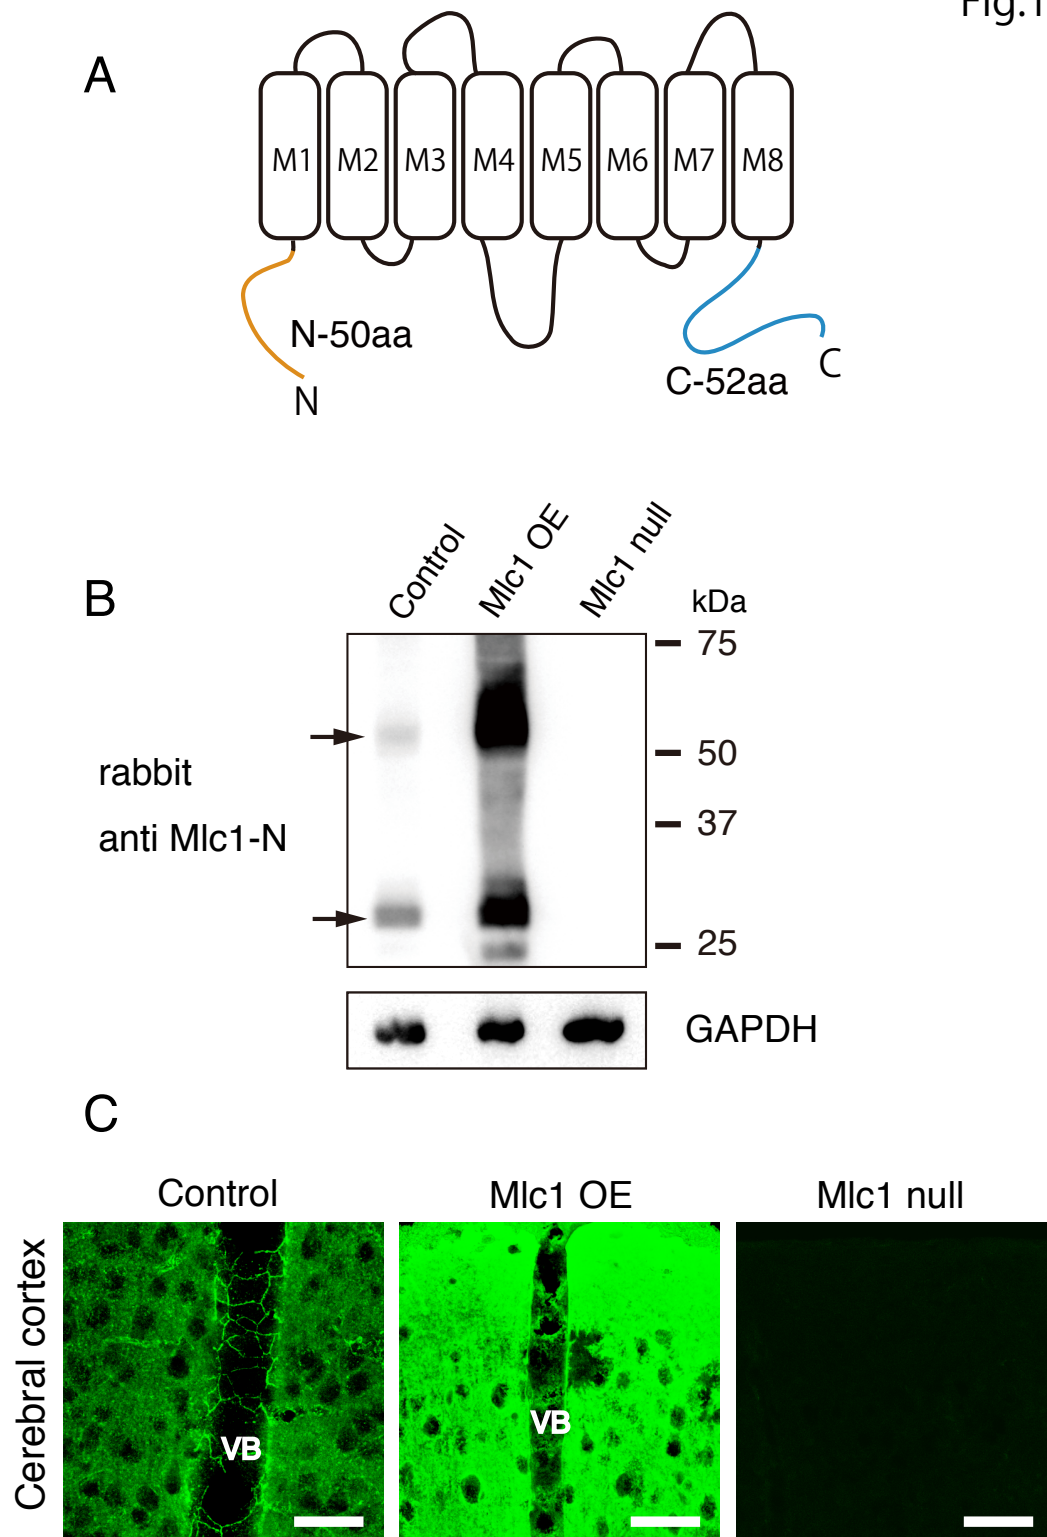 Fig.1
A
M1 M2 M3 M4 M5 M6 M7 M8
N-50aa
N
C-52aa
C
B
Control
Mlc1 OE
Mlc1 null
kDa
75
50
37
25
rabbit
anti Mlc1-N
GAPDH
C
Control
Mlc1 OE
Mlc1 null
Cerebral cortex
VB
VB